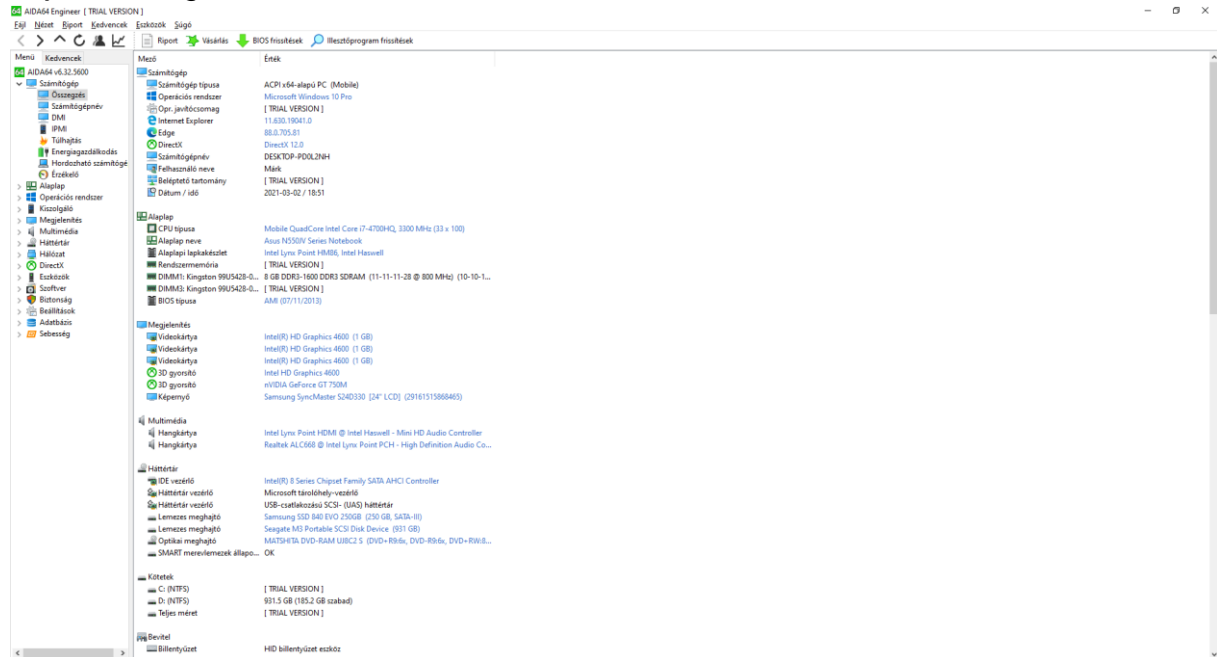 AIDA64 Engineer [ TRIAL VERSION ]
Fájl Nézet Riport Kedvencek Eszközök Súgó
Riport Vásárlás BIOS frissítések Illesztőprogram frissítések
Menü Kedvencek
AIDA64 v6.32.5600
Számítógép
Összegzés
Számítógépnév
DMI
IPMI
Túlhajtás
Energiagazdálkodás
Hordozható számítógé
Érzékelő
Alaplap
Operációs rendszer
Kiszolgáló
Megjelenítés
Multimédia
Háttértár
Hálózat
DirectX
Eszközök
Szoftver
Biztonság
Beállítások
Adatbázis
Sebesség
Mező Érték
Számítógép
Számítógép típusa ACPI x64-alapú PC (Mobile)
Operációs rendszer Microsoft Windows 10 Pro
Opr. javítócsomag [ TRIAL VERSION ]
Internet Explorer 11.630.19041.0
Edge 88.0.705.81
DirectX DirectX 12.0
Számítógépnév DESKTOP-PD0L2NH
Felhasználó neve Márk
Beléptető tartomány [ TRIAL VERSION ]
Dátum / idő 2021-03-02 / 18:51
Alaplap
CPU típusa Mobile QuadCore Intel Core i7-4700HQ, 3300 MHz (33 x 100)
Alaplap neve Asus N550JV Series Notebook
Alaplapi lapkakészlet Intel Lynx Point HM86, Intel Haswell
Rendszermemória [ TRIAL VERSION ]
DIMM1: Kingston 99U5428-0... 8 GB DDR3-1600 DDR3 SDRAM (11-11-11-28 @ 800 MHz) (10-10-1...
DIMM3: Kingston 99U5428-0... [ TRIAL VERSION ]
BIOS típusa AMI (07/11/2013)
Megjelenítés
Videokártya Intel(R) HD Graphics 4600 (1 GB)
Videokártya Intel(R) HD Graphics 4600 (1 GB)
Videokártya Intel(R) HD Graphics 4600 (1 GB)
3D gyorsító Intel HD Graphics 4600
3D gyorsító nVIDIA GeForce GT 750M
Képernyő Samsung SyncMaster S24D330 [24" LCD] (29161515868465)
Multimédia
Hangkártya Intel Lynx Point HDMI @ Intel Haswell - Mini HD Audio Controller
Hangkártya Realtek ALC668 @ Intel Lynx Point PCH - High Definition Audio Co...
Háttértár
IDE vezérlő Intel(R) 8 Series Chipset Family SATA AHCI Controller
Háttértár vezérlő Microsoft tárolóhely-vezérlő
Háttértár vezérlő USB-csatlakozású SCSI- (UAS) háttértár
Lemezes meghajtó Samsung SSD 840 EVO 250GB (250 GB, SATA-III)
Lemezes meghajtó Seagate M3 Portable SCSI Disk Device (931 GB)
Optikai meghajtó MATSHITA DVD-RAM UJ8C2 S (DVD+R9:6x, DVD-R9:6x, DVD+RW:8...
SMART merevlemezek állapo... OK
Kötetek
C: (NTFS) [ TRIAL VERSION ]
D: (NTFS) 931.5 GB (185.2 GB szabad)
Teljes méret [ TRIAL VERSION ]
Bevitel
Billentyűzet HID billentyűzet eszköz